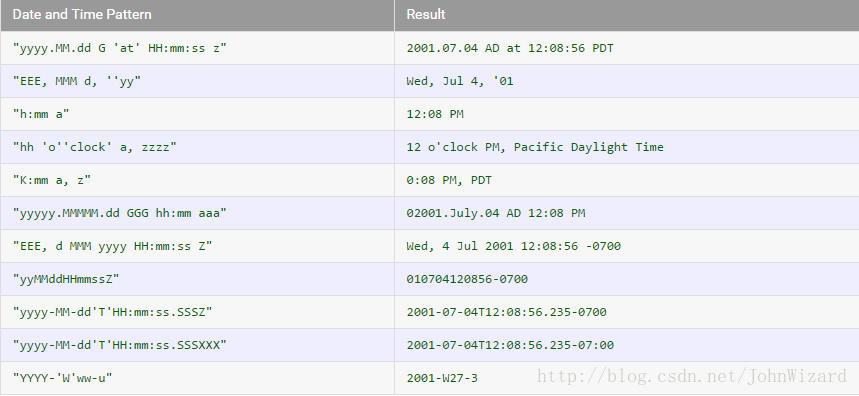 Date and Time Pattern Result
"yyyy.MM.dd G 'at' HH:mm:ss z" 2001.07.04 AD at 12:08:56 PDT
"EEE, MMM d, ''yy" Wed, Jul 4, '01
"h:mm a" 12:08 PM
"hh 'o''clock' a, zzzz" 12 o'clock PM, Pacific Daylight Time
"K:mm a, z" 0:08 PM, PDT
"yyyyy.MMMMM.dd GGG hh:mm aaa" 02001.July.04 AD 12:08 PM
"EEE, d MMM yyyy HH:mm:ss Z" Wed, 4 Jul 2001 12:08:56 -0700
"yyMMddHHmmssZ" 010704120856-0700
"yyyy-MM-dd'T'HH:mm:ss.SSSZ" 2001-07-04T12:08:56.235-0700
"yyyy-MM-dd'T'HH:mm:ss.SSSXXX" 2001-07-04T12:08:56.235-07:00
"YYYY-'W'ww-u" 2001-W27-3
http://blog.csdn.net/JohnWizard